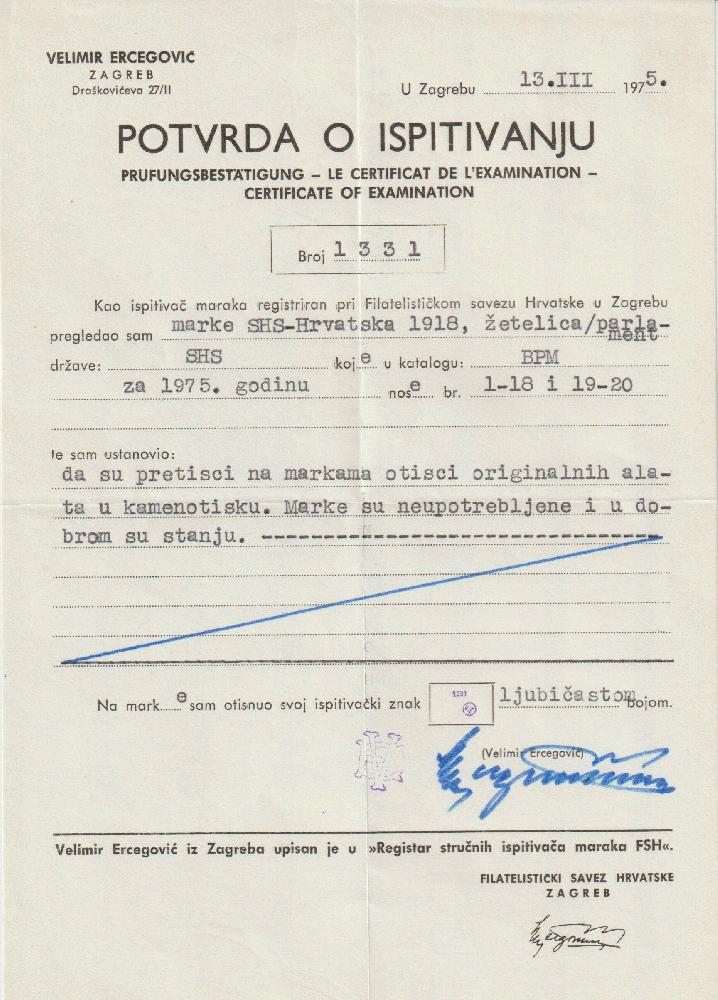 VELIMIR ERCEGOVIĆ
ZAGREB
Draškovićeva 27/II
U Zagrebu 13.III 1975.
POTVRDA O ISPITIVANJU
PRUFUNGSBESTÄTIGUNG – LE CERTIFICAT DE L'EXAMINATION –
CERTIFICATE OF EXAMINATION
Broj 1331
Kao ispitivač maraka registriran pri Filatelističkom savezu Hrvatske u Zagrebu
pregledao sam marke SHS-Hrvatska 1918, žetelica/parla-
ment
države: SHS koje u katalogu: BPM
za 1975. godinu nose br. 1-18 i 19-20
te sam ustanovio:
da su pretisci na markama otisci originalnih ala-
ta u kamenotisku. Marke su neupotrebljene i u do-
brom su stanju. ------------------------------
Na marke sam otisnuo svoj ispitivački znak 1331 ljubičastom bojom.
(Velimir Ercegović)
Velimir Ercegović iz Zagreba upisan je u »Registar stručnih ispitivača maraka FSH«.
FILATELISTIČKI SAVEZ HRVATSKE
ZAGREB